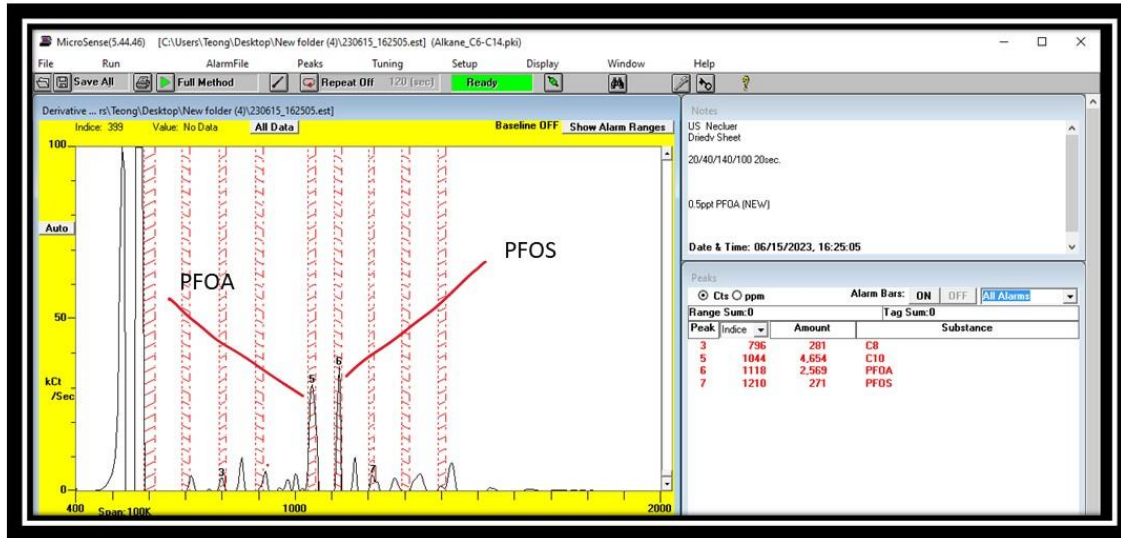 MicroSense(5.44.46) [C:\Users\Teong\Desktop\New folder (4)\230615_162505.est] (Alkane_C6-C14.pki)
File Run AlarmFile Peaks Tuning Setup Display Window Help
Save All Full Method Repeat Off 120 (sec) Ready
Derivative ... rs\Teong\Desktop\New folder (4)\230615_162505.est]
Indice: 399 Value: No Data All Data Baseline OFF Show Alarm Ranges
100
Auto
50
kCt
/Sec
0
400 Span:100K 1000 2000
PFOA
PFOS
3
5
6
7
Notes
US Necluer
Driedv Sheet
20/40/140/100 20sec.
0.5ppt PFOA (NEW)
Date & Time: 06/15/2023, 16:25:05
Peaks
Cts ppm Alarm Bars: ON OFF All Alarms
Range Sum:0 Tag Sum:0
Peak Indice Amount Substance
3 796 281 C8
5 1044 4,654 C10
6 1118 2,569 PFOA
7 1210 271 PFOS